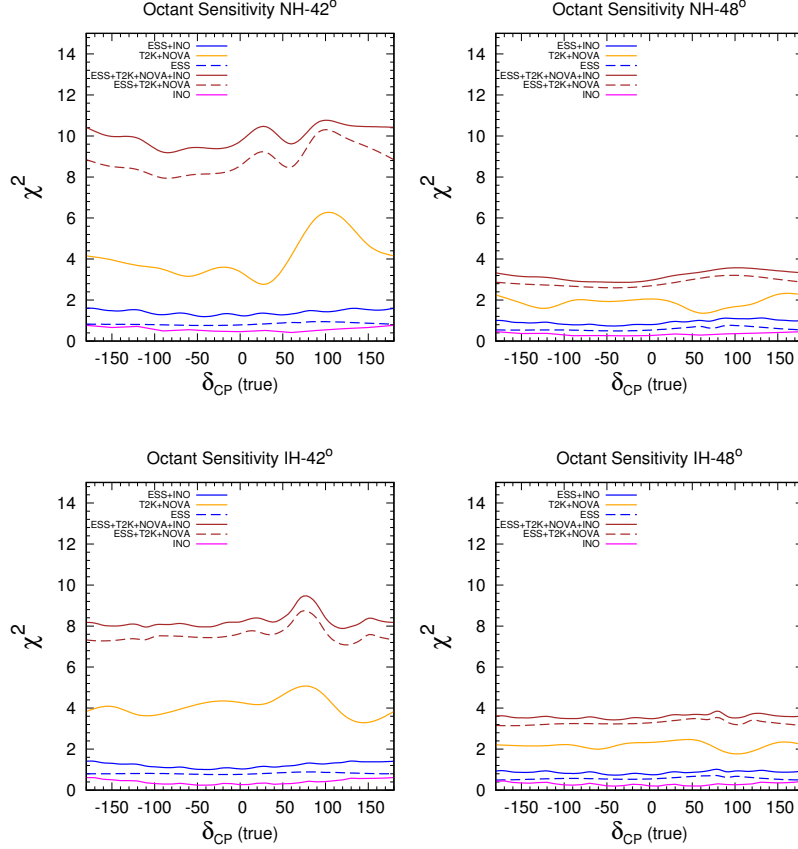 Octant Sensitivity NH-42°
ESS+INO
T2K+NOVA
ESS
ESS+T2K+NOVA+INO
ESS+T2K+NOVA
INO
14
12
10
8
6
4
2
0
χ²
-150 -100 -50 0 50 100 150
δCP (true)
Octant Sensitivity NH-48°
ESS+INO
T2K+NOVA
ESS
ESS+T2K+NOVA+INO
ESS+T2K+NOVA
INO
14
12
10
8
6
4
2
0
χ²
-150 -100 -50 0 50 100 150
δCP (true)
Octant Sensitivity IH-42°
ESS+INO
T2K+NOVA
ESS
ESS+T2K+NOVA+INO
ESS+T2K+NOVA
INO
14
12
10
8
6
4
2
0
χ²
-150 -100 -50 0 50 100 150
δCP (true)
Octant Sensitivity IH-48°
ESS+INO
T2K+NOVA
ESS
ESS+T2K+NOVA+INO
ESS+T2K+NOVA
INO
14
12
10
8
6
4
2
0
χ²
-150 -100 -50 0 50 100 150
δCP (true)